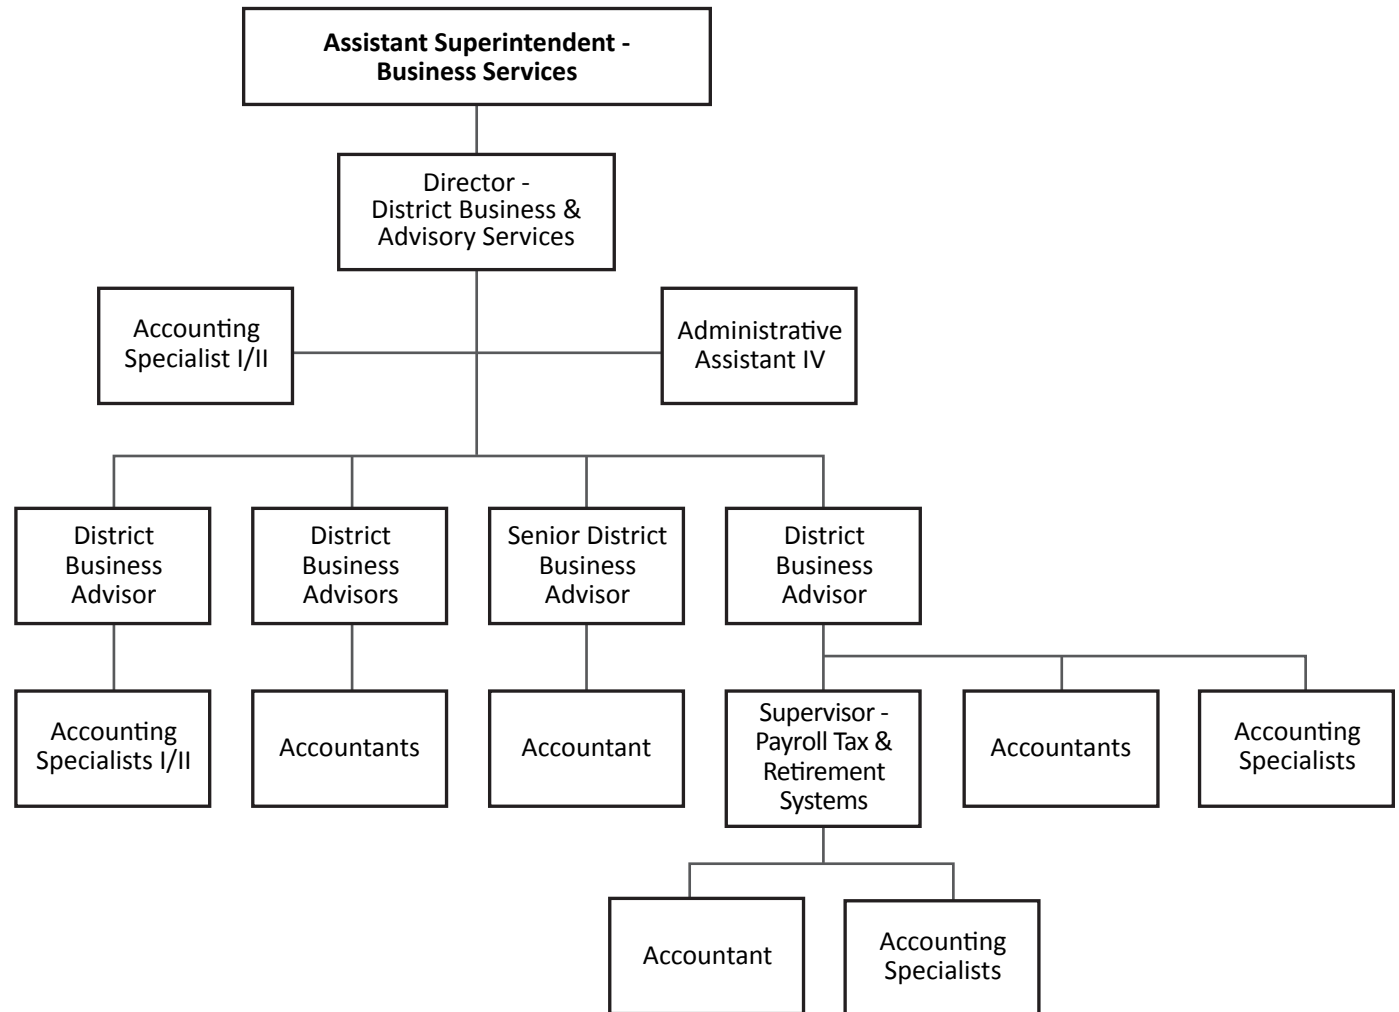 Assistant Superintendent -
Business Services
Director -
District Business &
Advisory Services
Accounting
Specialist I/II
Administrative
Assistant IV
District
Business
Advisor
District
Business
Advisors
Senior District
Business
Advisor
District
Business
Advisor
Accounting
Specialists I/II
Accountants
Accountant
Supervisor -
Payroll Tax &
Retirement
Systems
Accountants
Accounting
Specialists
Accountant
Accounting
Specialists